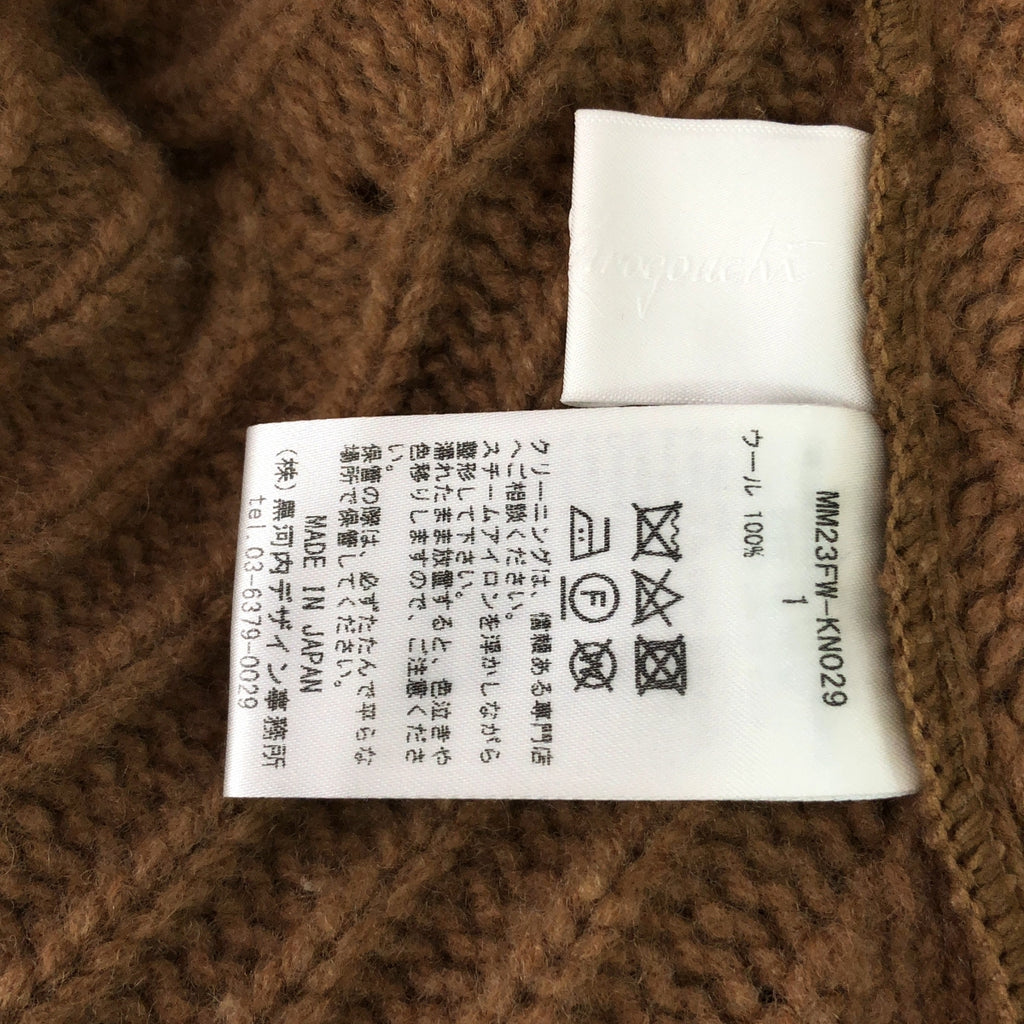 MM23FW-KN029
1
ウール 100%
F
クリーニングは、信頼ある専門店
へご相談ください。
スチームアイロンを浮かしながら
整形して下さい。
濡れたまま放置すると、色泣きや
色移りしますので、ご注意くださ
い。
保管の際は、必ずたたんで平らな
場所で保管してください。
MADE IN JAPAN
(株)黒河内デザイン事務所
tel.03-6379-0029